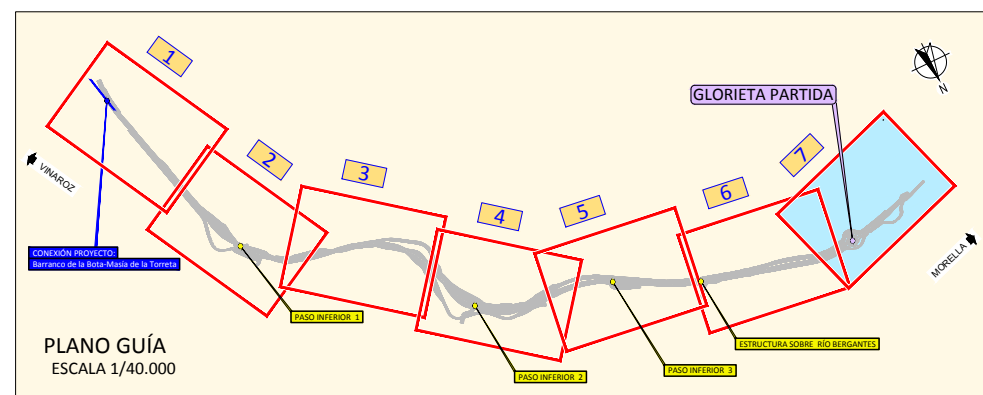 1
2
3
4
5
6
7
N
GLORIETA PARTIDA
VINAROZ
MORELLA
CONEXIÓN PROYECTO:
Barranco de la Bota-Masía de la Torreta
PASO INFERIOR 1
PASO INFERIOR 2
PASO INFERIOR 3
ESTRUCTURA SOBRE RÍO BERGANTES
PLANO GUÍA
ESCALA 1/40.000